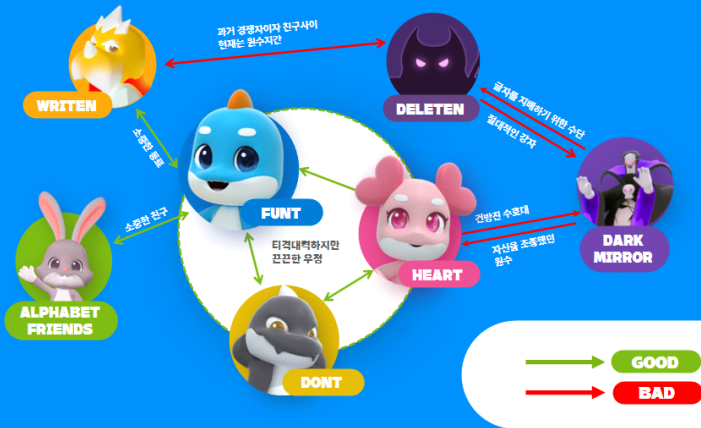 과거 경쟁자이자 친구사이
현재는 원수지간
WRITEN
DELETEN
글자를 지배하기 위한 수단
절대적인 강자
소중한 동료
FUNT
소중한 친구
티격대력하지만
끈끈한 우정
건방진 수호대
자신을 조종했던
원수
HEART
DARK
MIRROR
ALPHABET
FRIENDS
DONT
GOOD
BAD